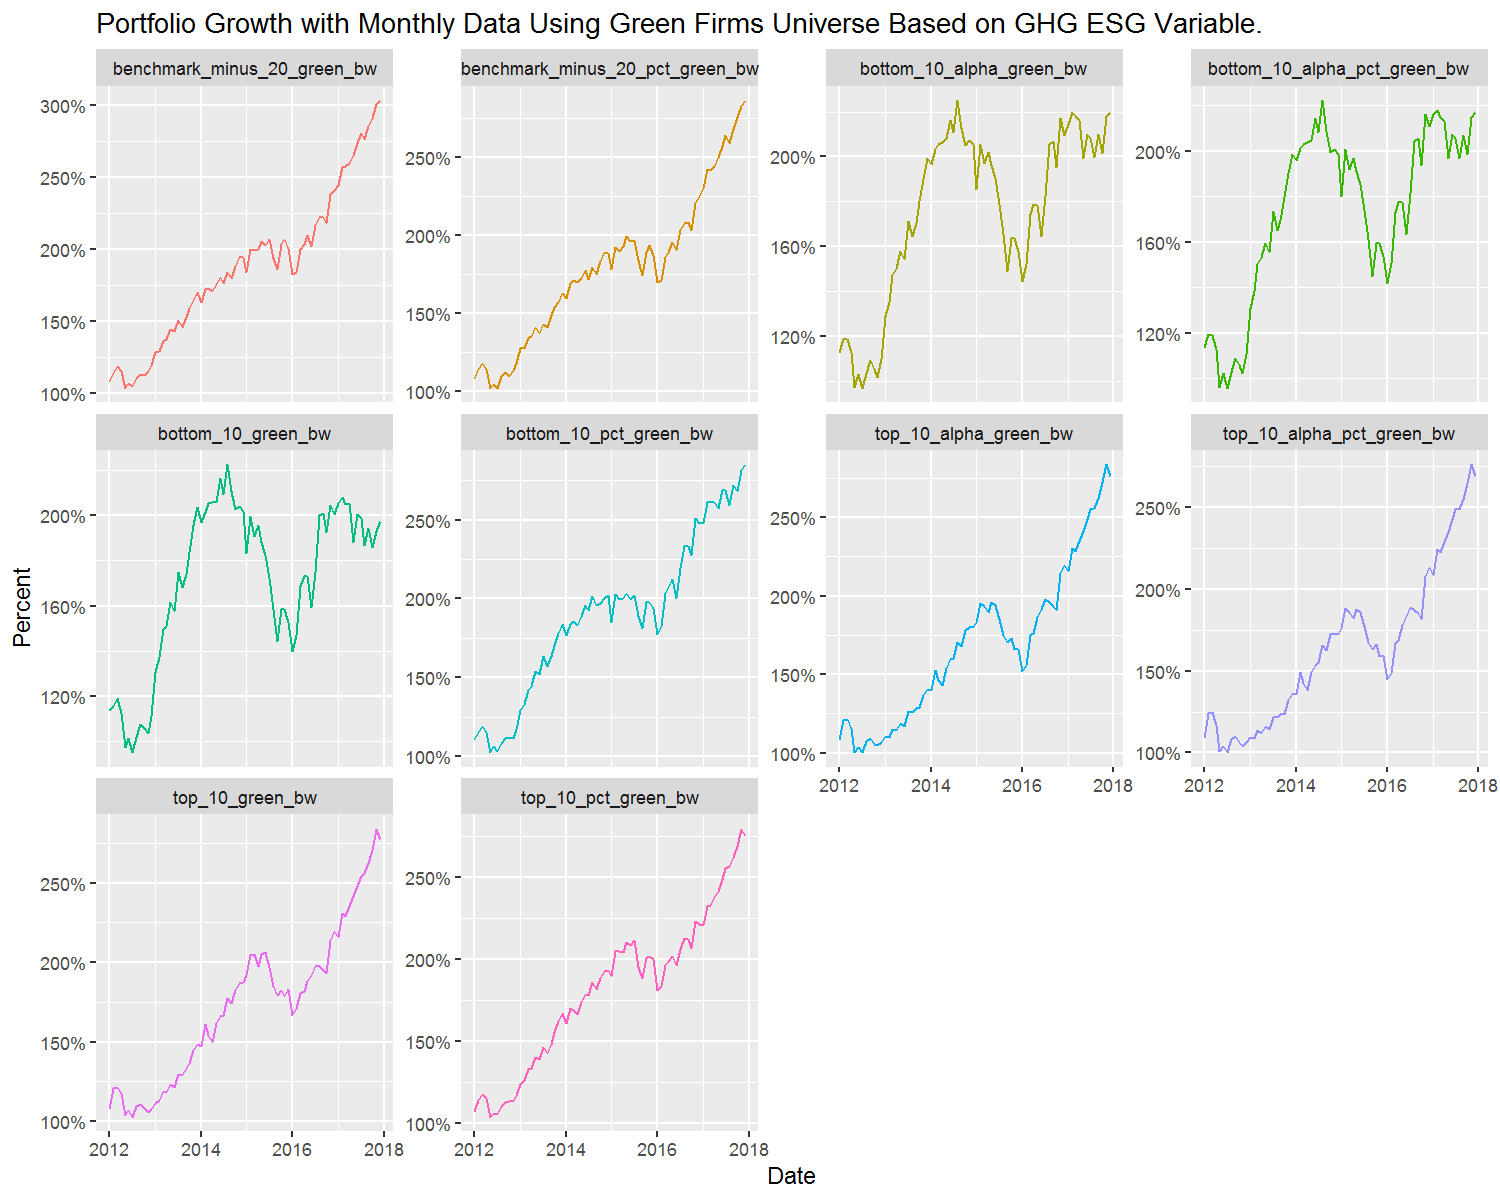 Portfolio Growth with Monthly Data Using Green Firms Universe Based on GHG ESG Variable.
benchmark_minus_20_green_bw
benchmark_minus_20_pct_green_bw
bottom_10_alpha_green_bw
bottom_10_alpha_pct_green_bw
300%
250%
200%
150%
100%
250%
200%
150%
100%
200%
160%
120%
200%
160%
120%
bottom_10_green_bw
bottom_10_pct_green_bw
top_10_alpha_green_bw
top_10_alpha_pct_green_bw
200%
160%
120%
250%
200%
150%
100%
250%
200%
150%
100%
250%
200%
150%
100%
2012 2014 2016 2018
2012 2014 2016 2018
top_10_green_bw
top_10_pct_green_bw
250%
200%
150%
100%
250%
200%
150%
100%
2012 2014 2016 2018
2012 2014 2016 2018
Percent
Date